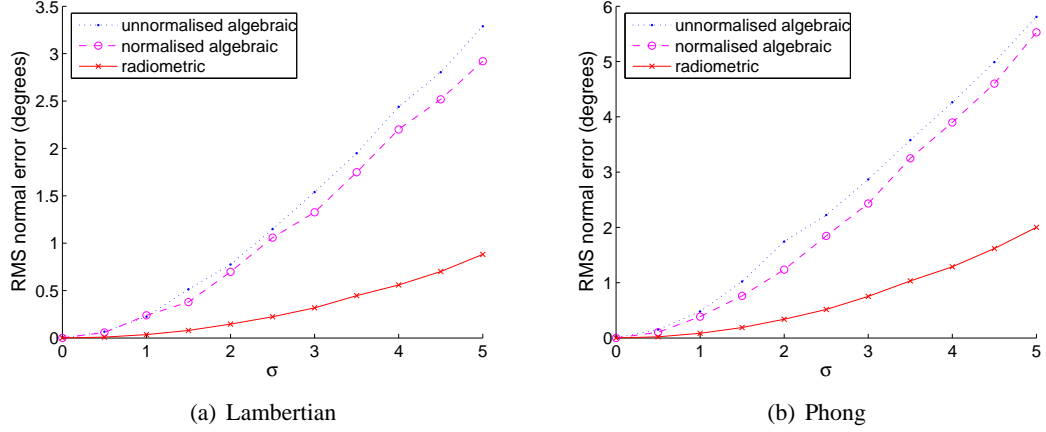 3.5
3
2.5
2
1.5
1
0.5
0
0 1 2 3 4 5
RMS normal error (degrees)
σ
unnormalised algebraic
normalised algebraic
radiometric
(a) Lambertian
6
5
4
3
2
1
0
0 1 2 3 4 5
RMS normal error (degrees)
σ
unnormalised algebraic
normalised algebraic
radiometric
(b) Phong